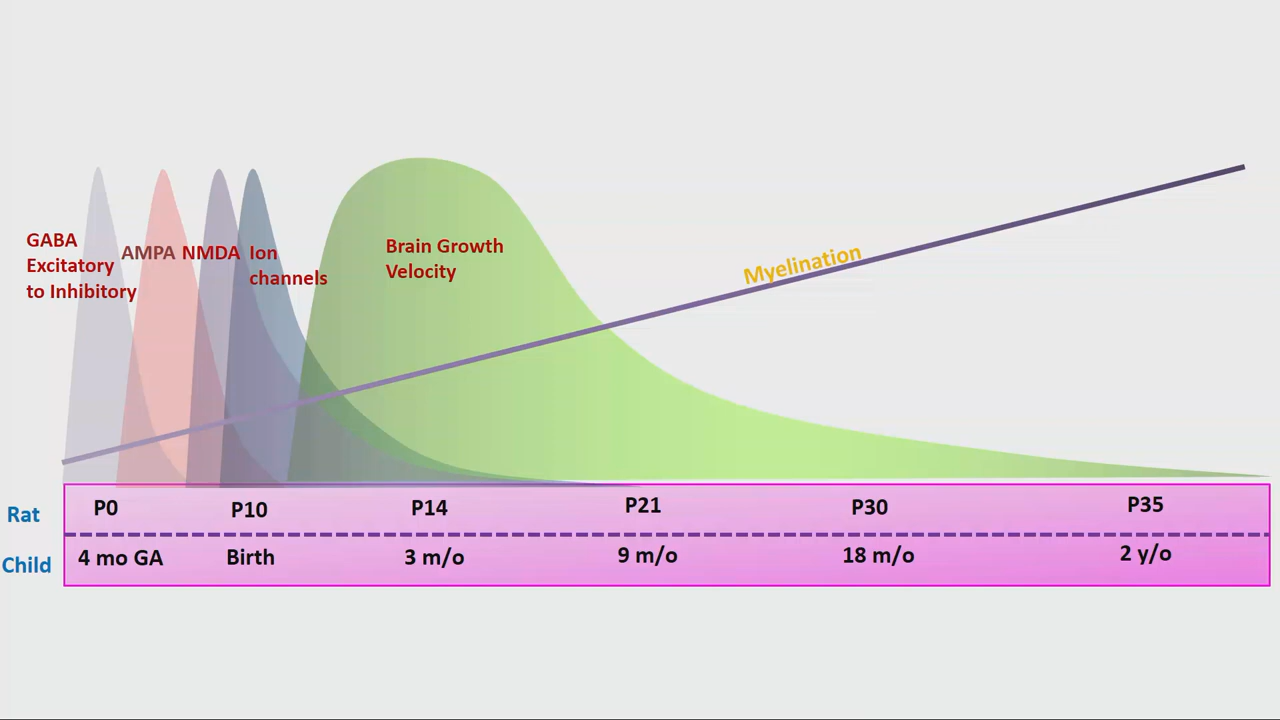 GABA
Excitatory
to Inhibitory
AMPA
NMDA
Ion
channels
Brain Growth
Velocity
Myelination
Rat P0 P10 P14 P21 P30 P35
Child 4 mo GA Birth 3 m/o 9 m/o 18 m/o 2 y/o